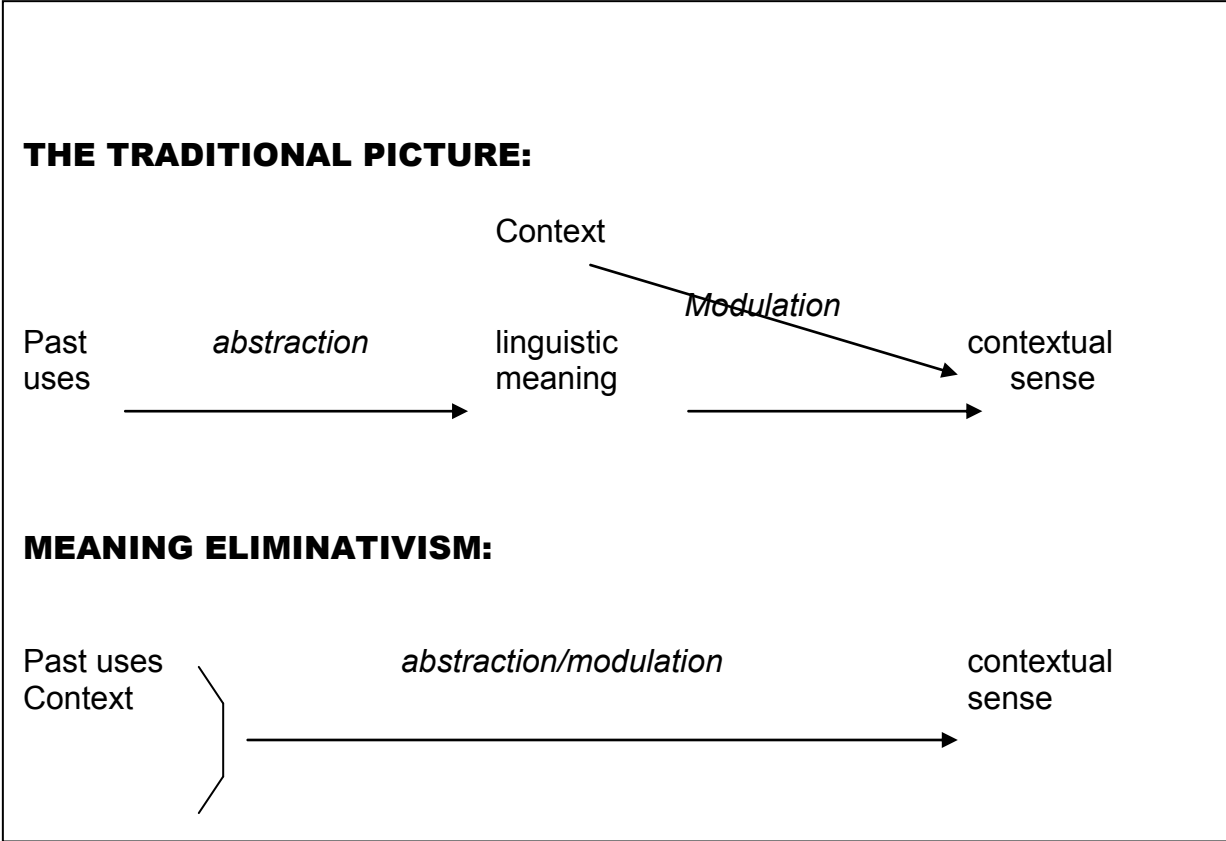 THE TRADITIONAL PICTURE:
Context
Modulation
Past abstraction linguistic contextual
uses meaning sense
MEANING ELIMINATIVISM:
Past uses abstraction/modulation contextual
Context sense